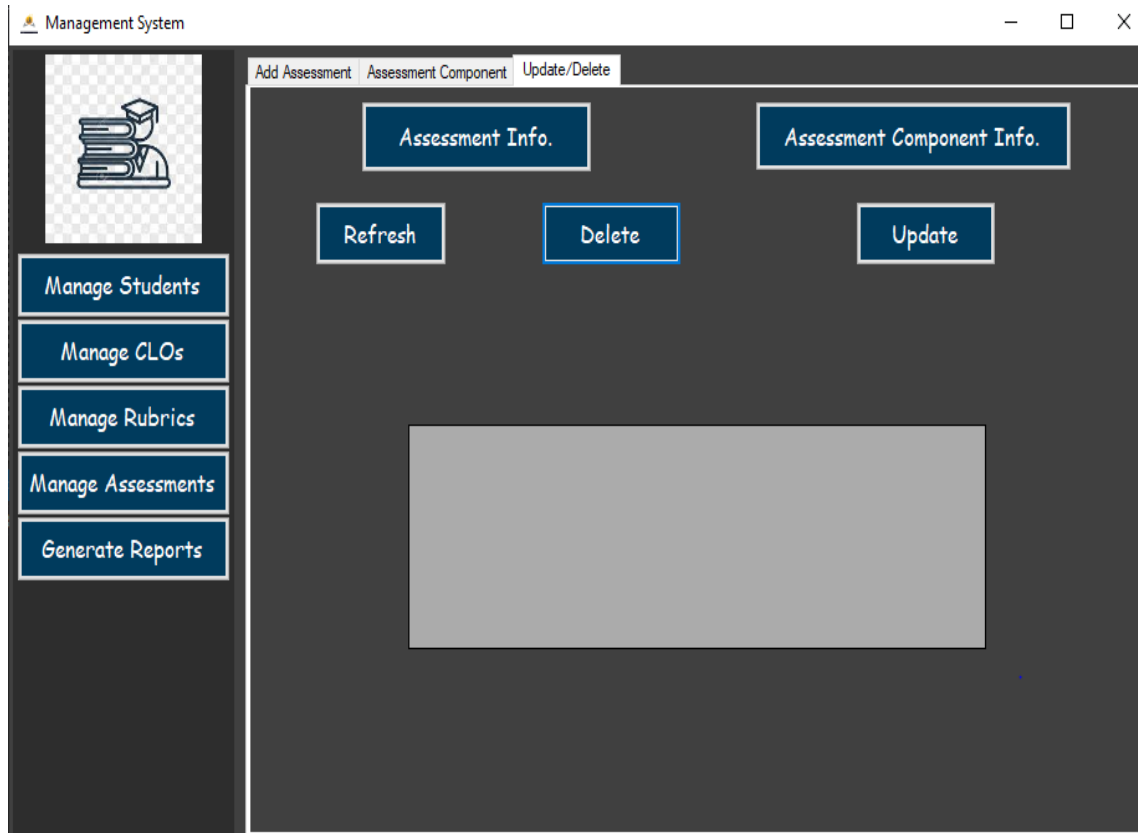 Management System
Add Assessment
Assessment Component
Update/Delete
Assessment Info.
Assessment Component Info.
Refresh
Delete
Update
Manage Students
Manage CLOs
Manage Rubrics
Manage Assessments
Generate Reports